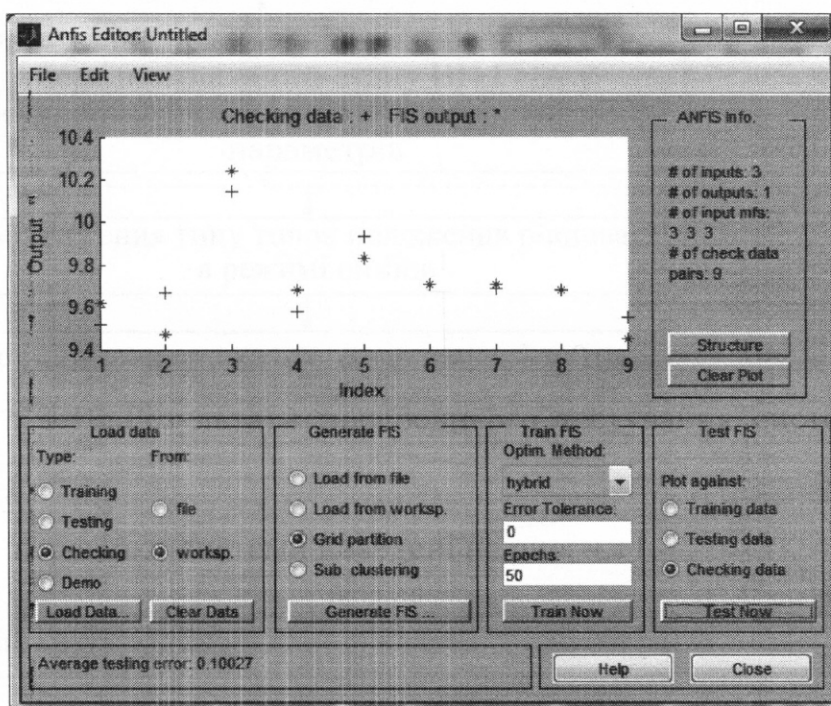 Anfis Editor: Untitled
File Edit View
Checking data : + FIS output : *
10.4
10.2
10
9.8
9.6
9.4
Output
1 2 3 4 5 6 7 8 9
Index
ANFIS Info.
# of inputs: 3
# of outputs: 1
# of input mfs:
3 3 3
# of check data
pairs: 9
Structure
Clear Plot
Load data
Type: From:
Training
Testing
Checking
Demo
file
worksp.
Load Data... Clear Data
Generate FIS
Load from file
Load from worksp.
Grid partition
Sub. clustering
Generate FIS ...
Train FIS
Optim. Method:
hybrid
Error Tolerance:
0
Epochs:
50
Train Now
Test FIS
Plot against:
Training data
Testing data
Checking data
Test Now
Average testing error: 0.10027
Help Close